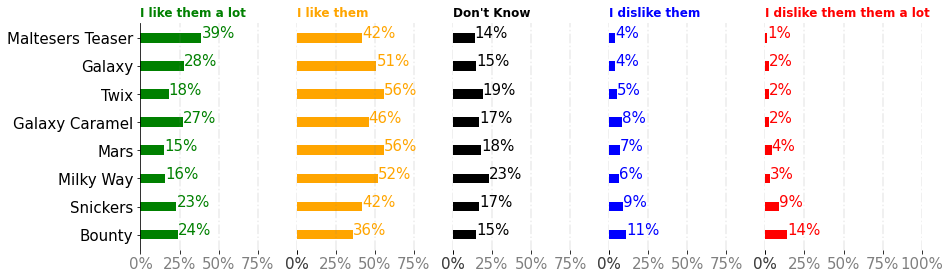 I like them a lot I like them Don't Know I dislike them I dislike them them a lot
Maltesers Teaser 39% 42% 14% 4% 1%
Galaxy 28% 51% 15% 4% 2%
Twix 18% 56% 19% 5% 2%
Galaxy Caramel 27% 46% 17% 8% 2%
Mars 15% 56% 18% 7% 4%
Milky Way 16% 52% 23% 6% 3%
Snickers 23% 42% 17% 9% 9%
Bounty 24% 36% 15% 11% 14%
0% 25% 50% 75% 0% 25% 50% 75% 0% 25% 50% 75% 0% 25% 50% 75% 0% 25% 50% 75% 100%